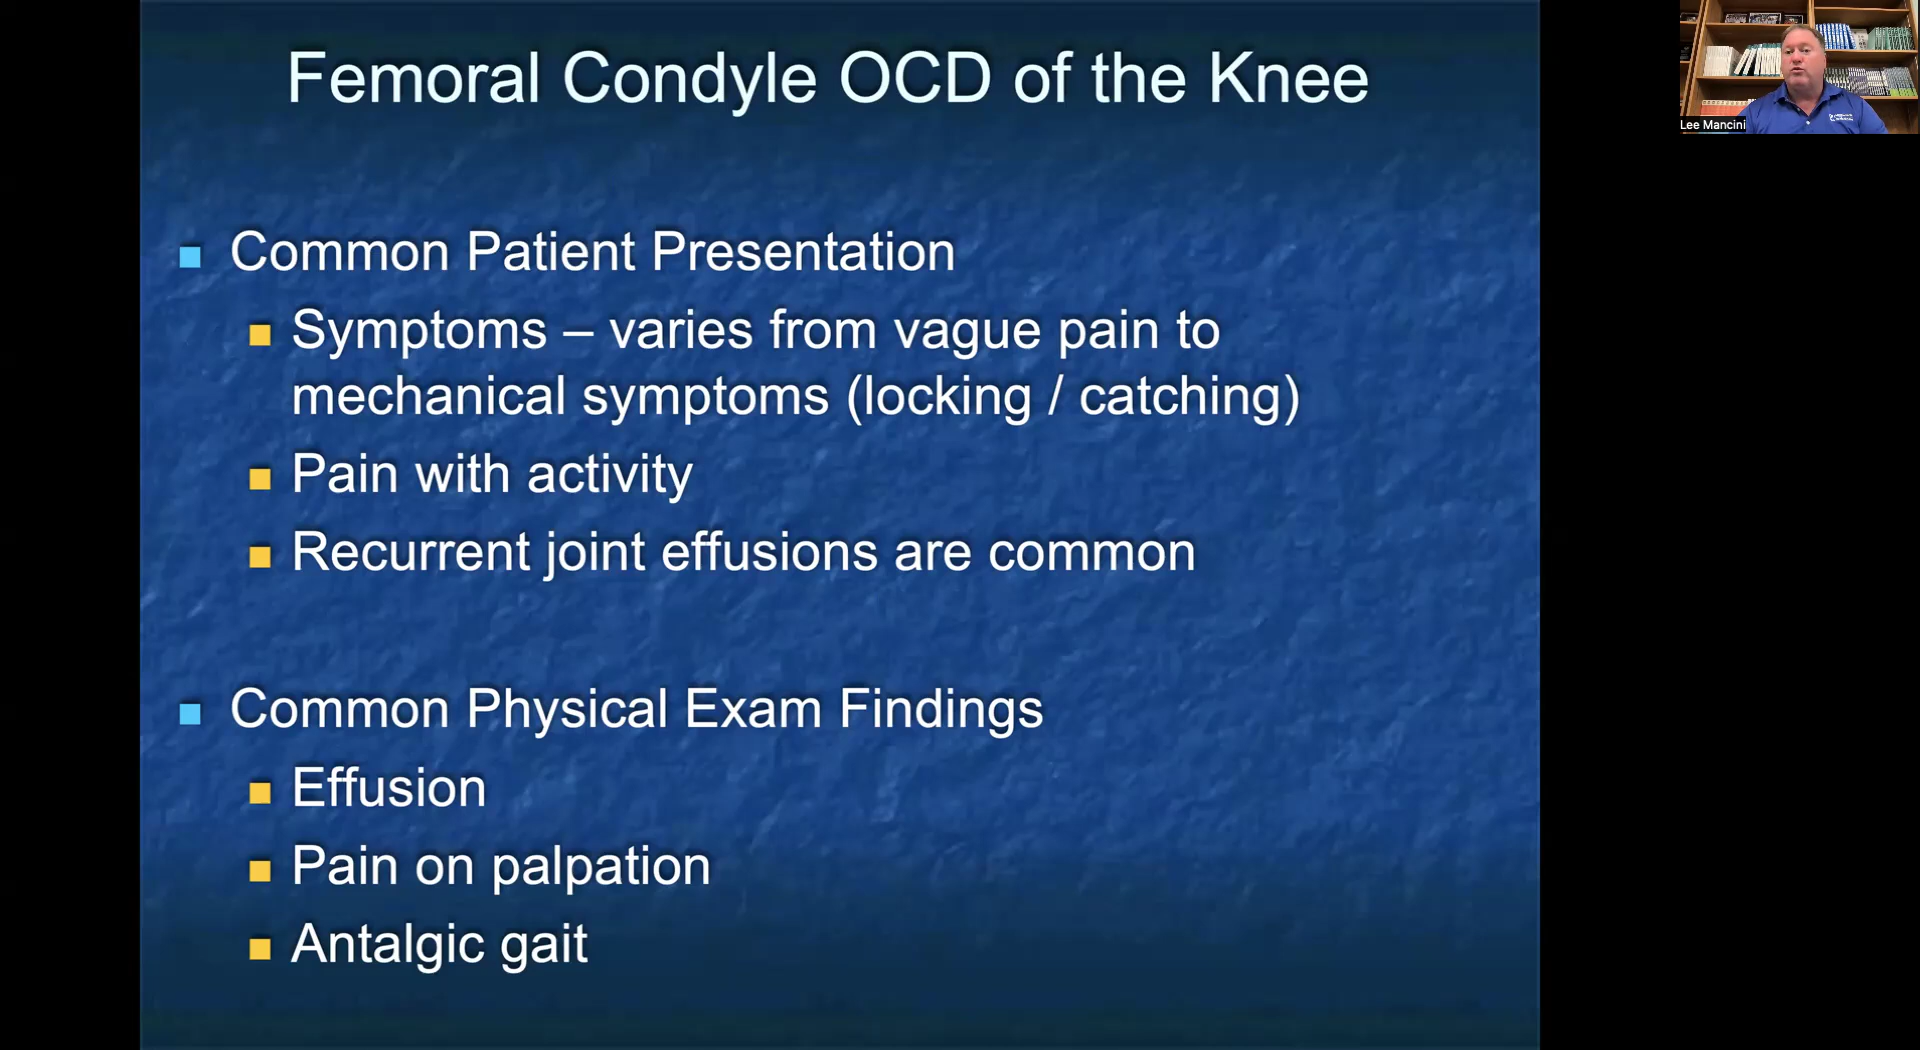 Femoral Condyle OCD of the Knee
Common Patient Presentation
Symptoms – varies from vague pain to
mechanical symptoms (locking / catching)
Pain with activity
Recurrent joint effusions are common
Common Physical Exam Findings
Effusion
Pain on palpation
Antalgic gait
Lee Mancini